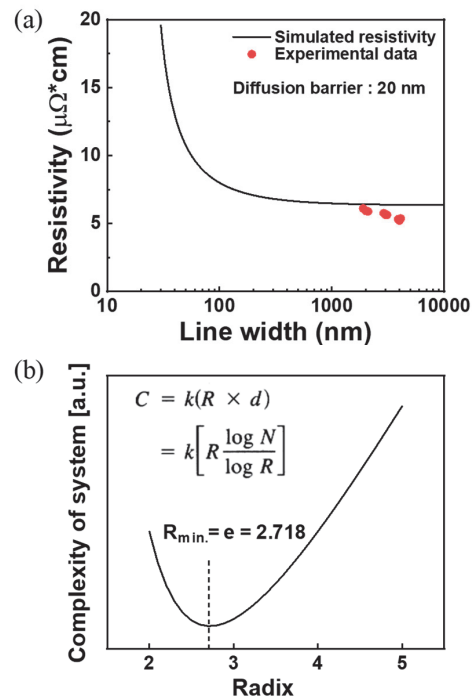 (a)
20
15
10
5
0
Resistivity (μΩ*cm)
Simulated resistivity
Experimental data
Diffusion barrier : 20 nm
10 100 1000 10000
Line width (nm)
(b)
Complexity of system [a.u.]
C = k(R × d)
= k[R log N / log R]
Rmin.= e = 2.718
2 3 4 5
Radix